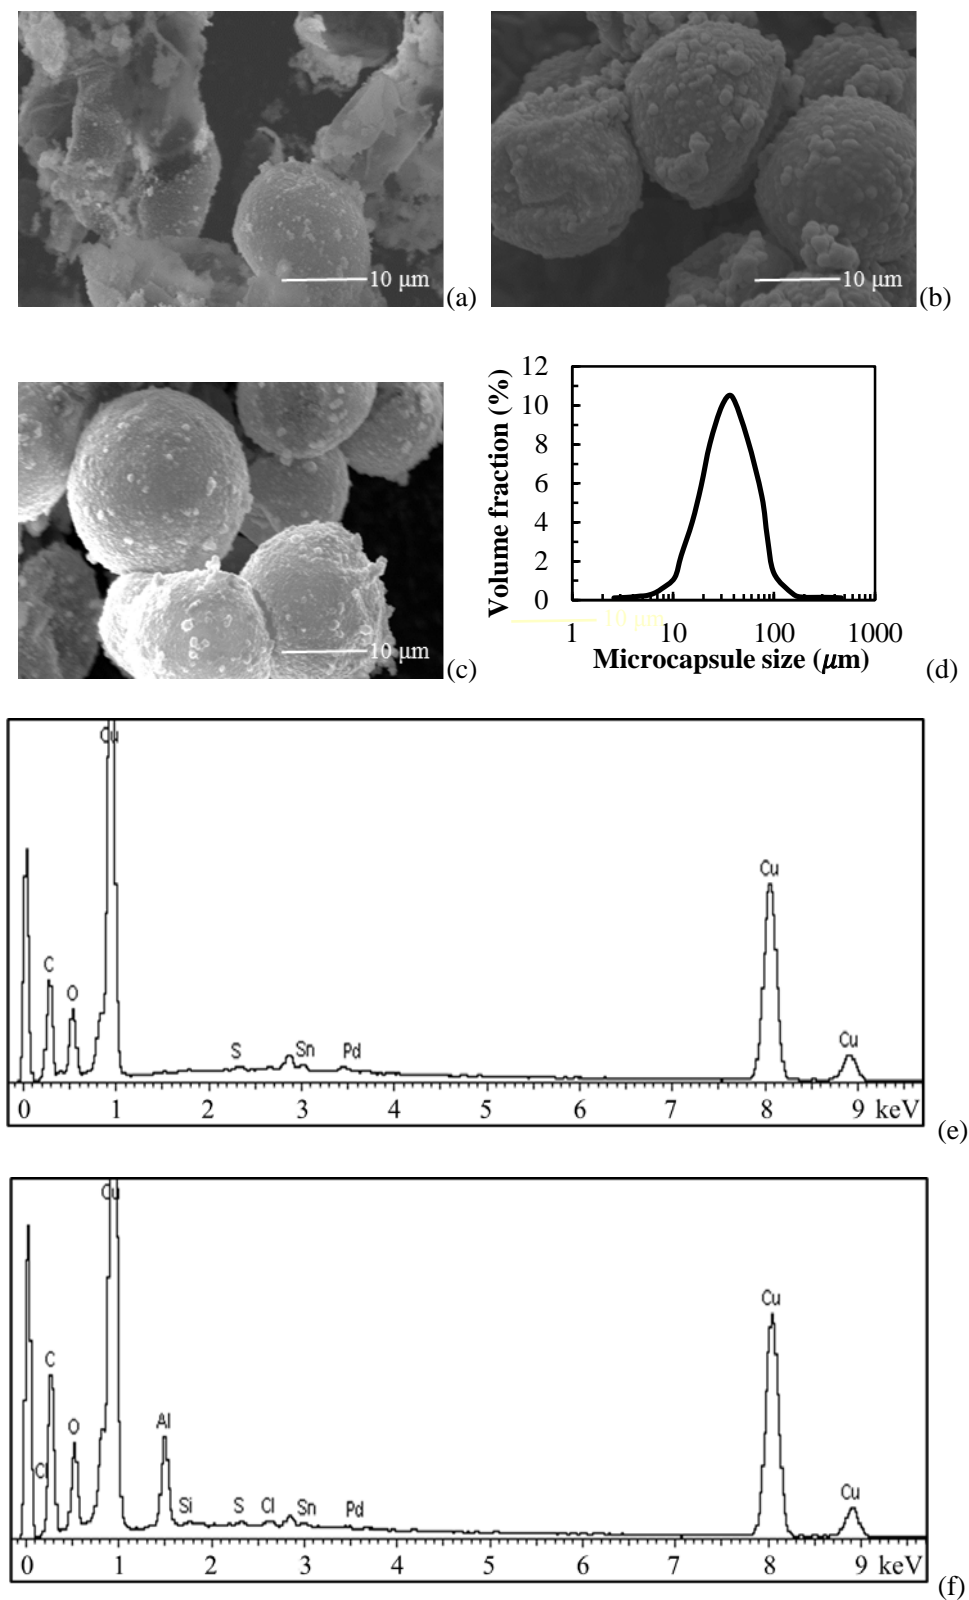 10 μm
(a)
10 μm
(b)
10 μm
(c)
Volume fraction (%)
12
10
8
6
4
2
0
10 μm
1 10 100 1000
Microcapsule size (μm)
(d)
Cu
Cu
C
O
S Sn Pd
Cu
0 1 2 3 4 5 6 7 8 9 keV
(e)
Cu
Cu
C
Al
O
Cl
Si S Cl Sn Pd
Cu
0 1 2 3 4 5 6 7 8 9 keV
(f)